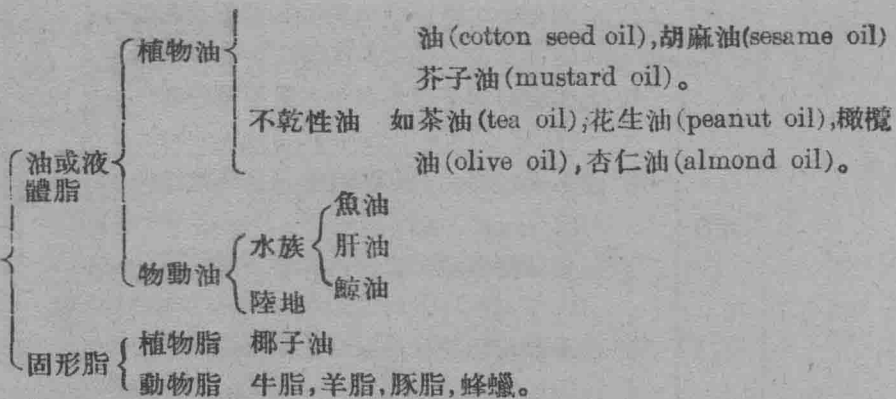 植物油 油(cotton seed oil),胡麻油(sesame oil)
芥子油(mustard oil)。
不乾性油 如茶油(tea oil),花生油(peanut oil),橄欖
油或液 油(olive oil),杏仁油(almond oil)。
體脂
魚油
水族 肝油
物動油
陸地 鯨油
植物脂 椰子油
固形脂
動物脂 牛脂,羊脂,豚脂,蜂蠟。